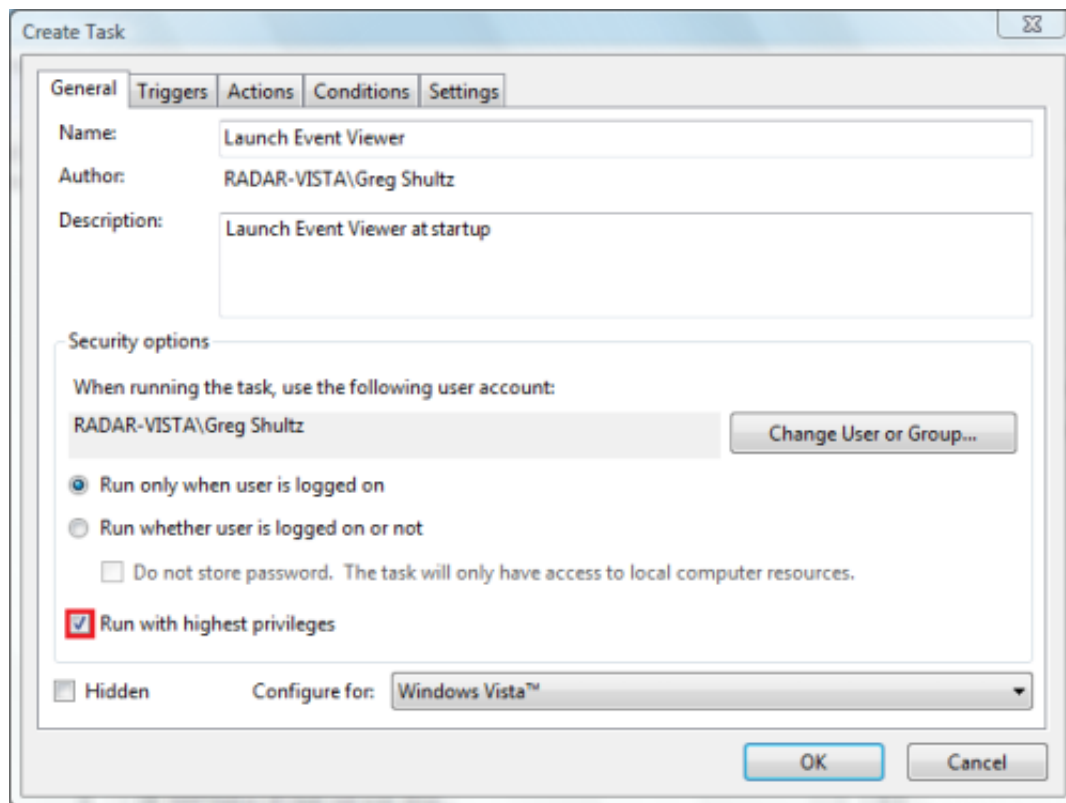 Create Task
General Triggers Actions Conditions Settings
Name: Launch Event Viewer
Author: RADAR-VISTA\Greg Shultz
Description: Launch Event Viewer at startup
Security options
When running the task, use the following user account:
RADAR-VISTA\Greg Shultz Change User or Group...
Run only when user is logged on
Run whether user is logged on or not
Do not store password. The task will only have access to local computer resources.
Run with highest privileges
Hidden Configure for: Windows Vista™
OK Cancel